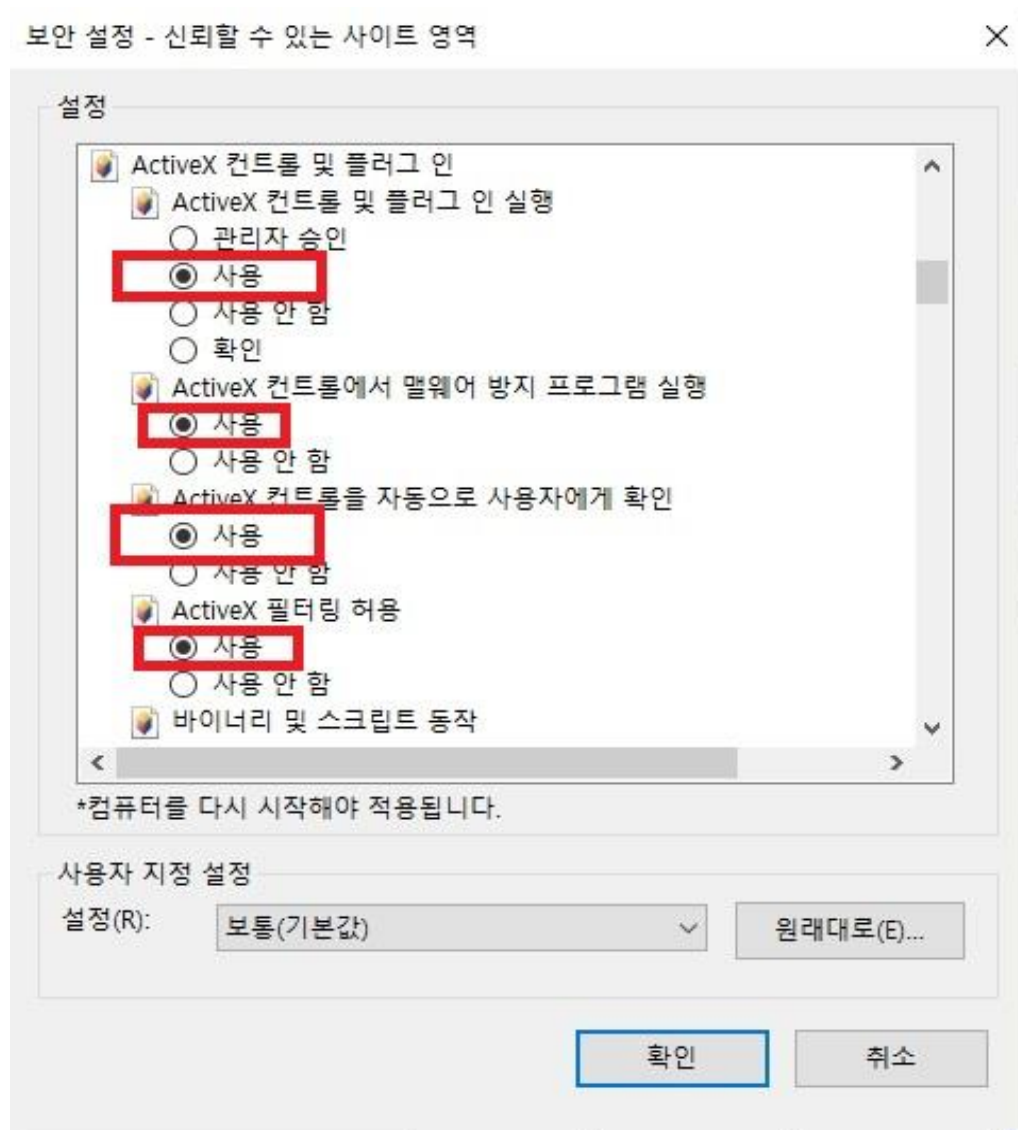 보안 설정 - 신뢰할 수 있는 사이트 영역
설정
ActiveX 컨트롤 및 플러그 인
ActiveX 컨트롤 및 플러그 인 실행
관리자 승인
사용
사용 안 함
확인
ActiveX 컨트롤에서 맬웨어 방지 프로그램 실행
사용
사용 안 함
ActiveX 컨트롤을 자동으로 사용자에게 확인
사용
사용 안 함
ActiveX 필터링 허용
사용
사용 안 함
바이너리 및 스크립트 동작
*컴퓨터를 다시 시작해야 적용됩니다.
사용자 지정 설정
설정(R): 보통(기본값) 원래대로(E)...
확인 취소